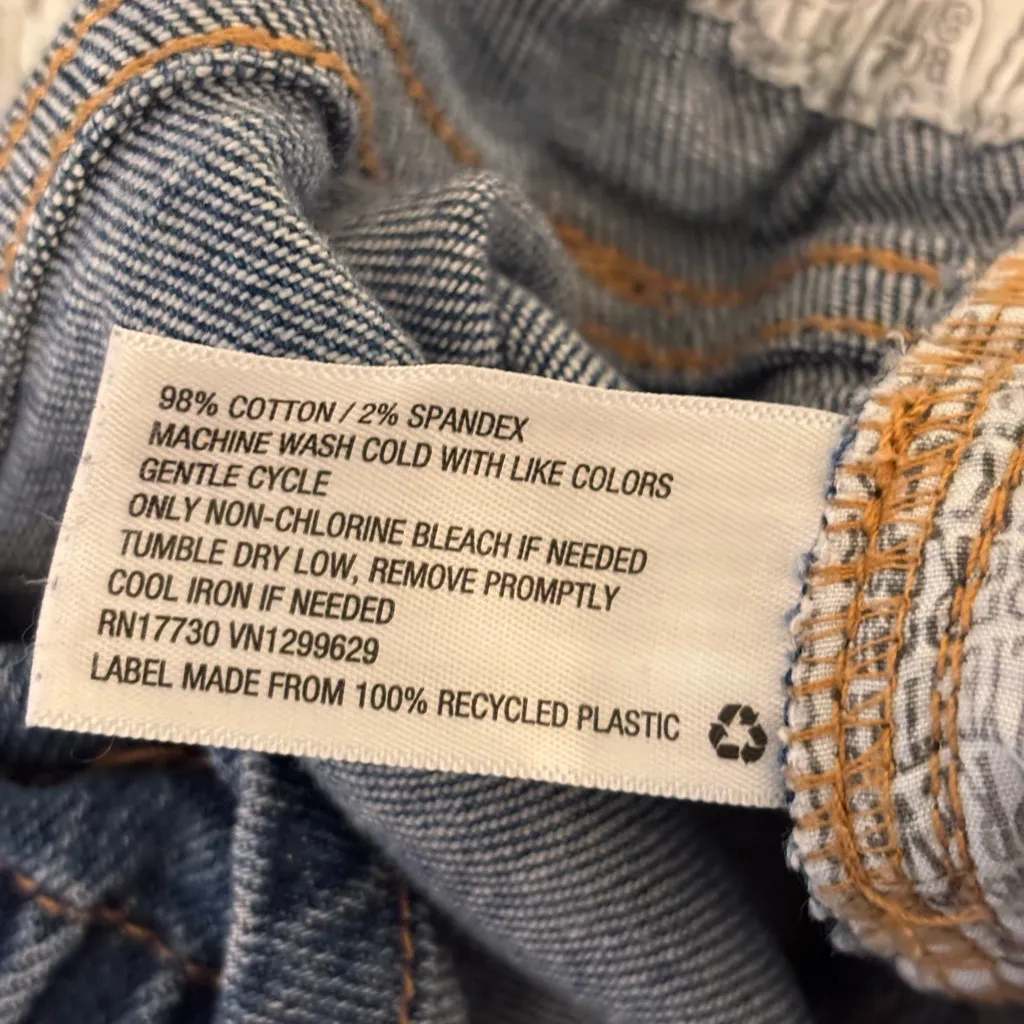 98% COTTON / 2% SPANDEX
MACHINE WASH COLD WITH LIKE COLORS
GENTLE CYCLE
ONLY NON-CHLORINE BLEACH IF NEEDED
TUMBLE DRY LOW, REMOVE PROMPTLY
COOL IRON IF NEEDED
RN17730 VN1299629
LABEL MADE FROM 100% RECYCLED PLASTIC